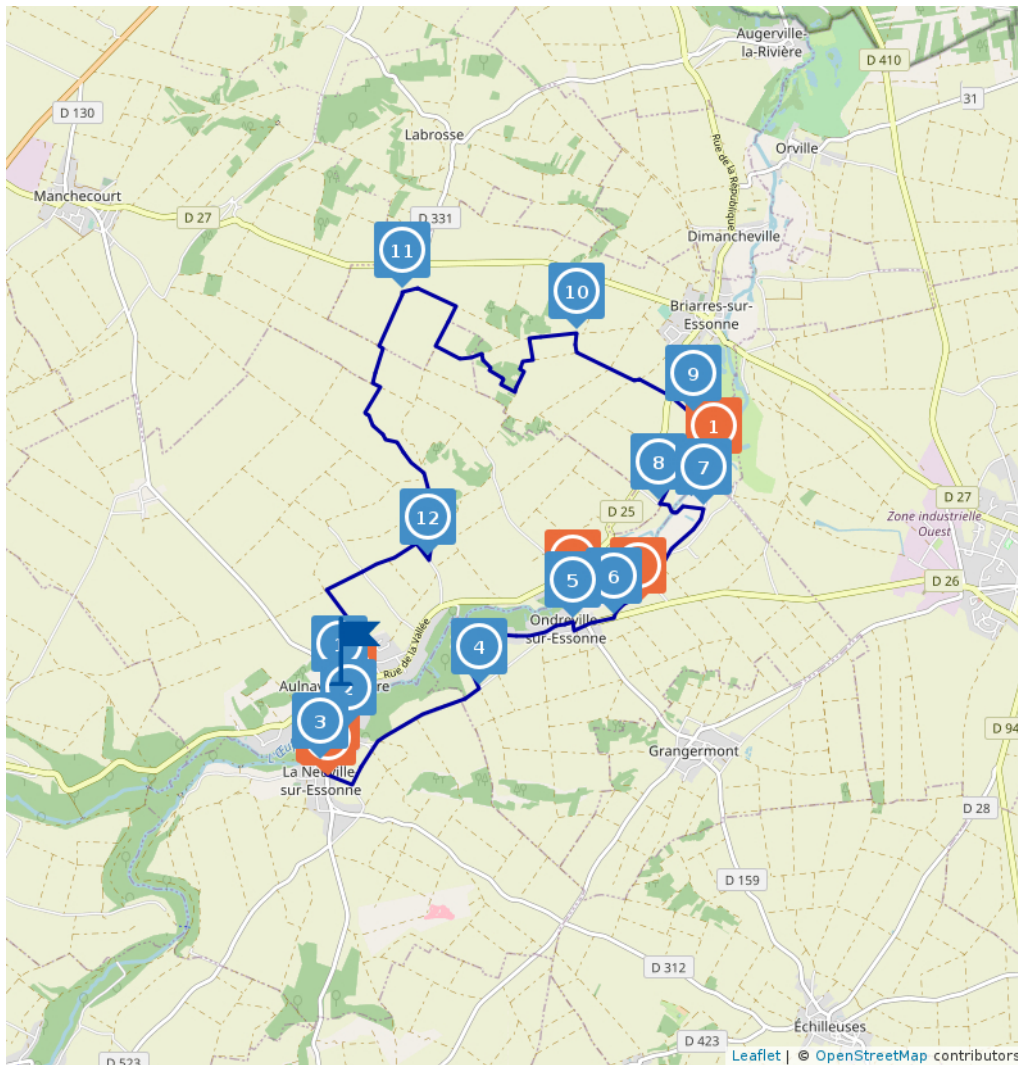 Augerville-
la-Rivière
D 410
31
D 130
Labrosse
Rue de la République
Orville
Manchecourt
D 27
D 331
Dimancheville
11
10
Briarres-sur-
Essonne
9
1
8
7
D 27
12
D 25
Zone industrielle
Ouest
5
6
D 26
Ondreville
sur-Essonne
1
4
Rue de la Vallée
2
3
D 94
Grangermont
La Neuville
sur-Essonne
D 28
D 159
D 312
Échilleuses
D 423
D 523
Leaflet | © OpenStreetMap contributors